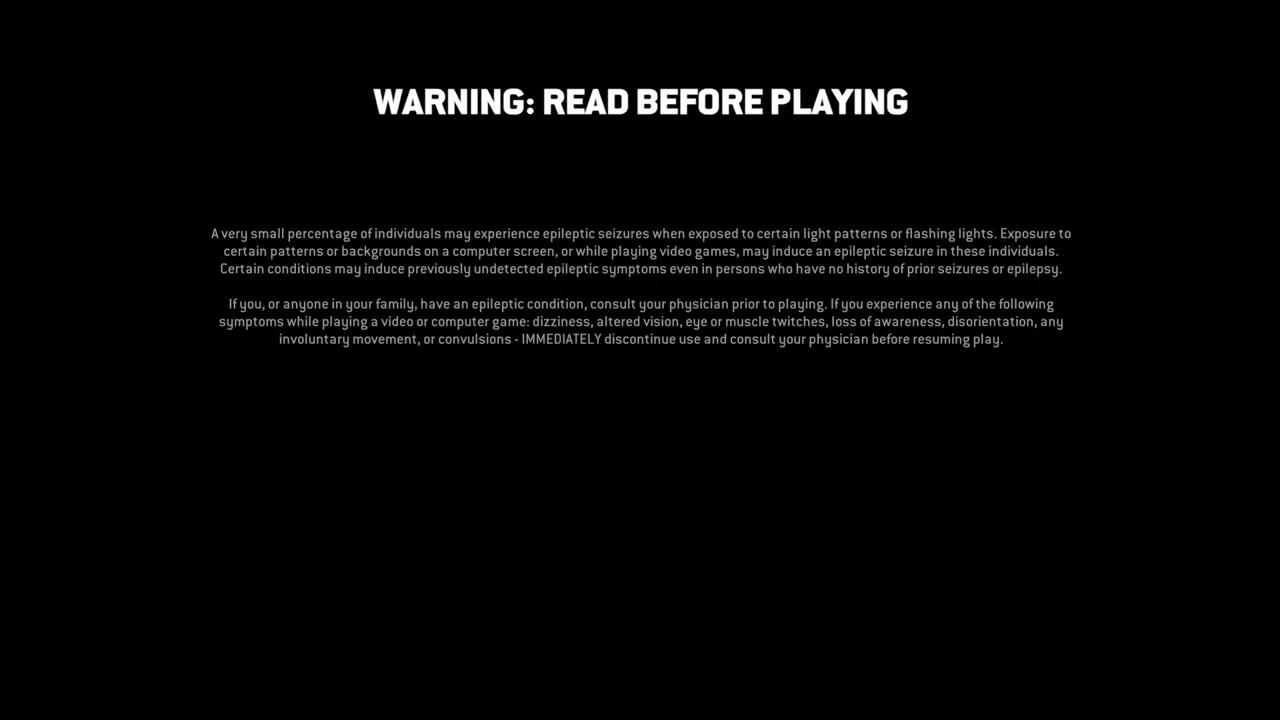 WARNING: READ BEFORE PLAYING
A very small percentage of individuals may experience epileptic seizures when exposed to certain light patterns or flashing lights. Exposure to
certain patterns or backgrounds on a computer screen, or while playing video games, may induce an epileptic seizure in these individuals.
Certain conditions may induce previously undetected epileptic symptoms even in persons who have no history of prior seizures or epilepsy.
If you, or anyone in your family, have an epileptic condition, consult your physician prior to playing. If you experience any of the following
symptoms while playing a video or computer game: dizziness, altered vision, eye or muscle twitches, loss of awareness, disorientation, any
involuntary movement, or convulsions - IMMEDIATELY discontinue use and consult your physician before resuming play.